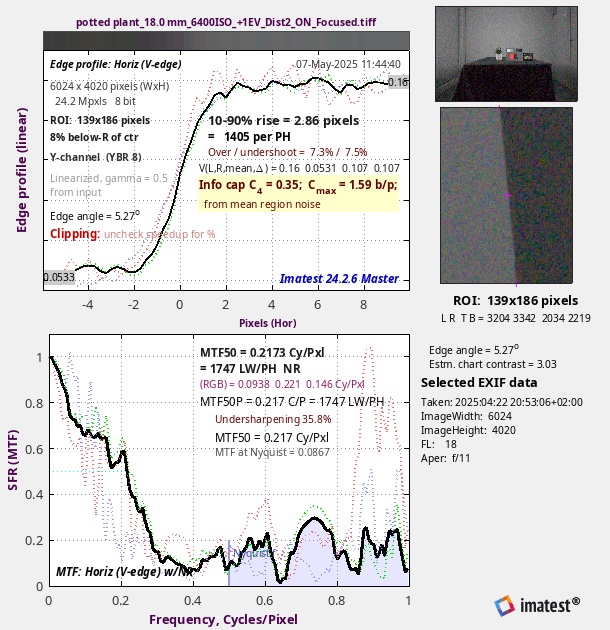 potted plant_18.0 mm_6400ISO_+1EV_Dist2_ON_Focused.tiff
Edge profile: Horiz (V-edge)
07-May-2025 11:44:40
6024 x 4020 pixels (WxH)
24.2 Mpxls 8 bit
0.16
ROI: 139x186 pixels
8% below-R of ctr
Y-channel (YBR 8)
Linearized, gamma = 0.5
from input
Edge angle = 5.27º
Clipping: uncheck speedup for %
10-90% rise = 2.86 pixels
= 1405 per PH
Over / undershoot = 7.3% / 7.5%
V(L,R,mean,Δ) = 0.16 0.0531 0.107 0.107
Info cap C4 = 0.35; Cmax = 1.59 b/p;
from mean region noise
0.0533
Imatest 24.2.6 Master
Edge profile (linear)
-4 -2 0 2 4 6 8
Pixels (Hor)
ROI: 139x186 pixels
L R T B = 3204 3342 2034 2219
Edge angle = 5.27º
Estm. chart contrast = 3.03
Selected EXIF data
Taken: 2025:04:22 20:53:06+02:00
ImageWidth: 6024
ImageHeight: 4020
FL: 18
Aper: f/11
MTF50 = 0.2173 Cy/Pxl
= 1747 LW/PH NR
(RGB) = 0.0938 0.221 0.146 Cy/Pxl
MTF50P = 0.217 C/P = 1747 LW/PH
Undersharpening 35.8%
MTF50 = 0.217 Cy/Pxl
MTF at Nyquist = 0.0867
SFR (MTF)
1
0.8
0.6
0.4
0.2
0
Nyquist
MTF: Horiz (V-edge) w/NR
0 0.2 0.4 0.6 0.8 1
Frequency, Cycles/Pixel
imatest®